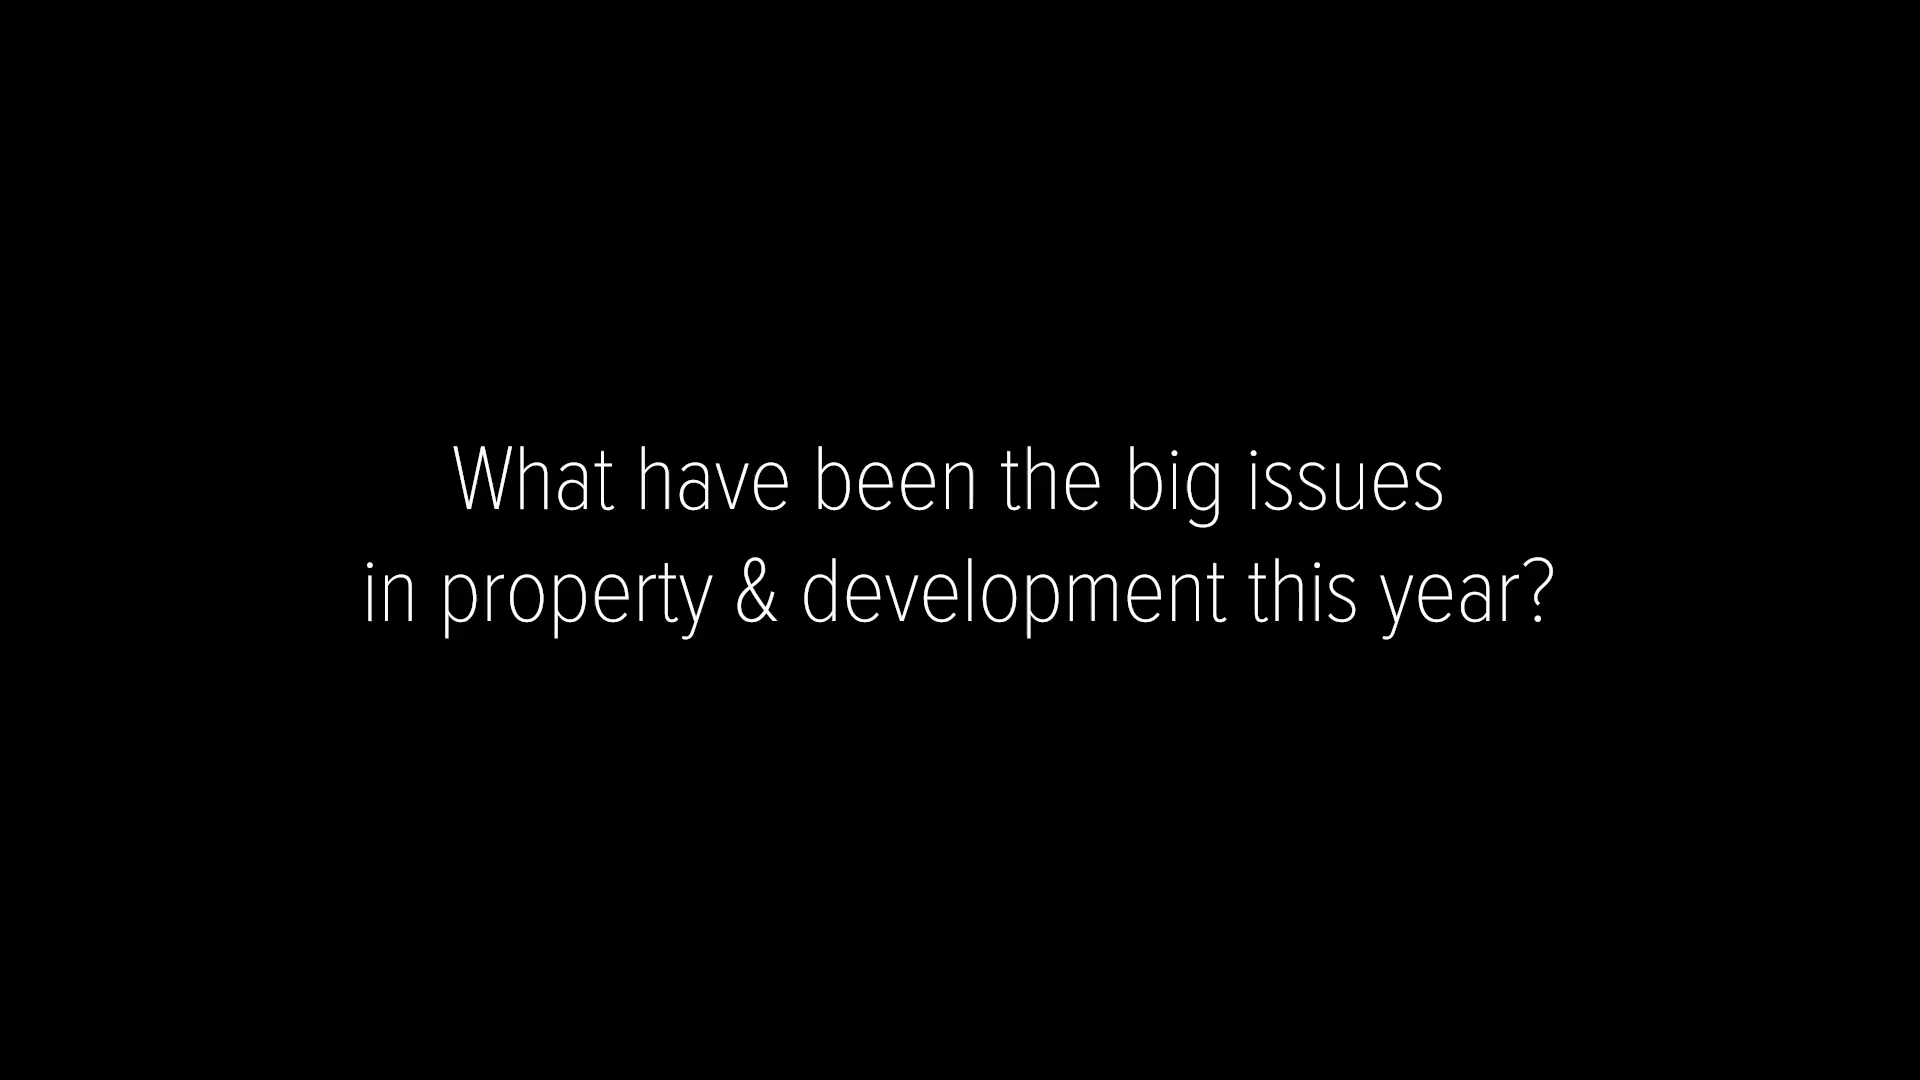 What have been the big issues
in property & development this year?